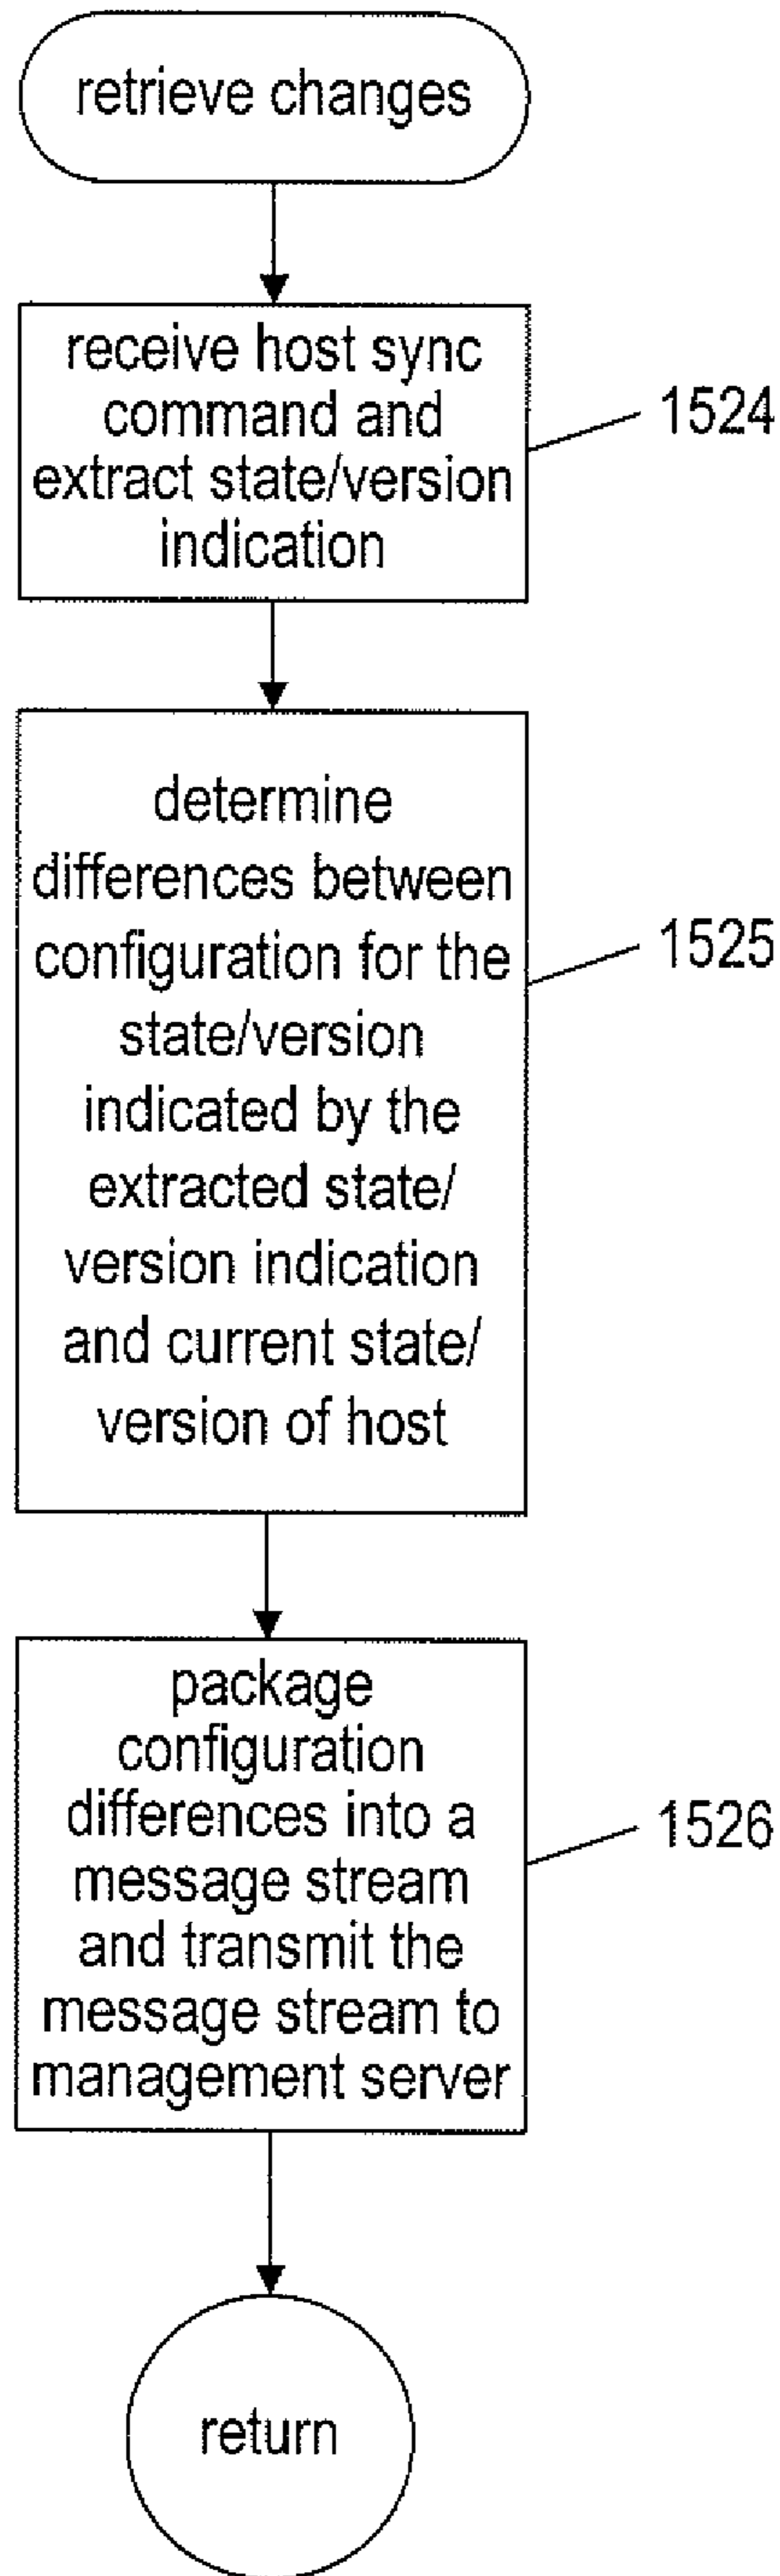 retrieve changes
receive host sync
command and
extract state/version
indication
1524
determine
differences between
configuration for the
state/version
indicated by the
extracted state/
version indication
and current state/
version of host
1525
package
configuration
differences into a
message stream
and transmit the
message stream to
management server
1526
return